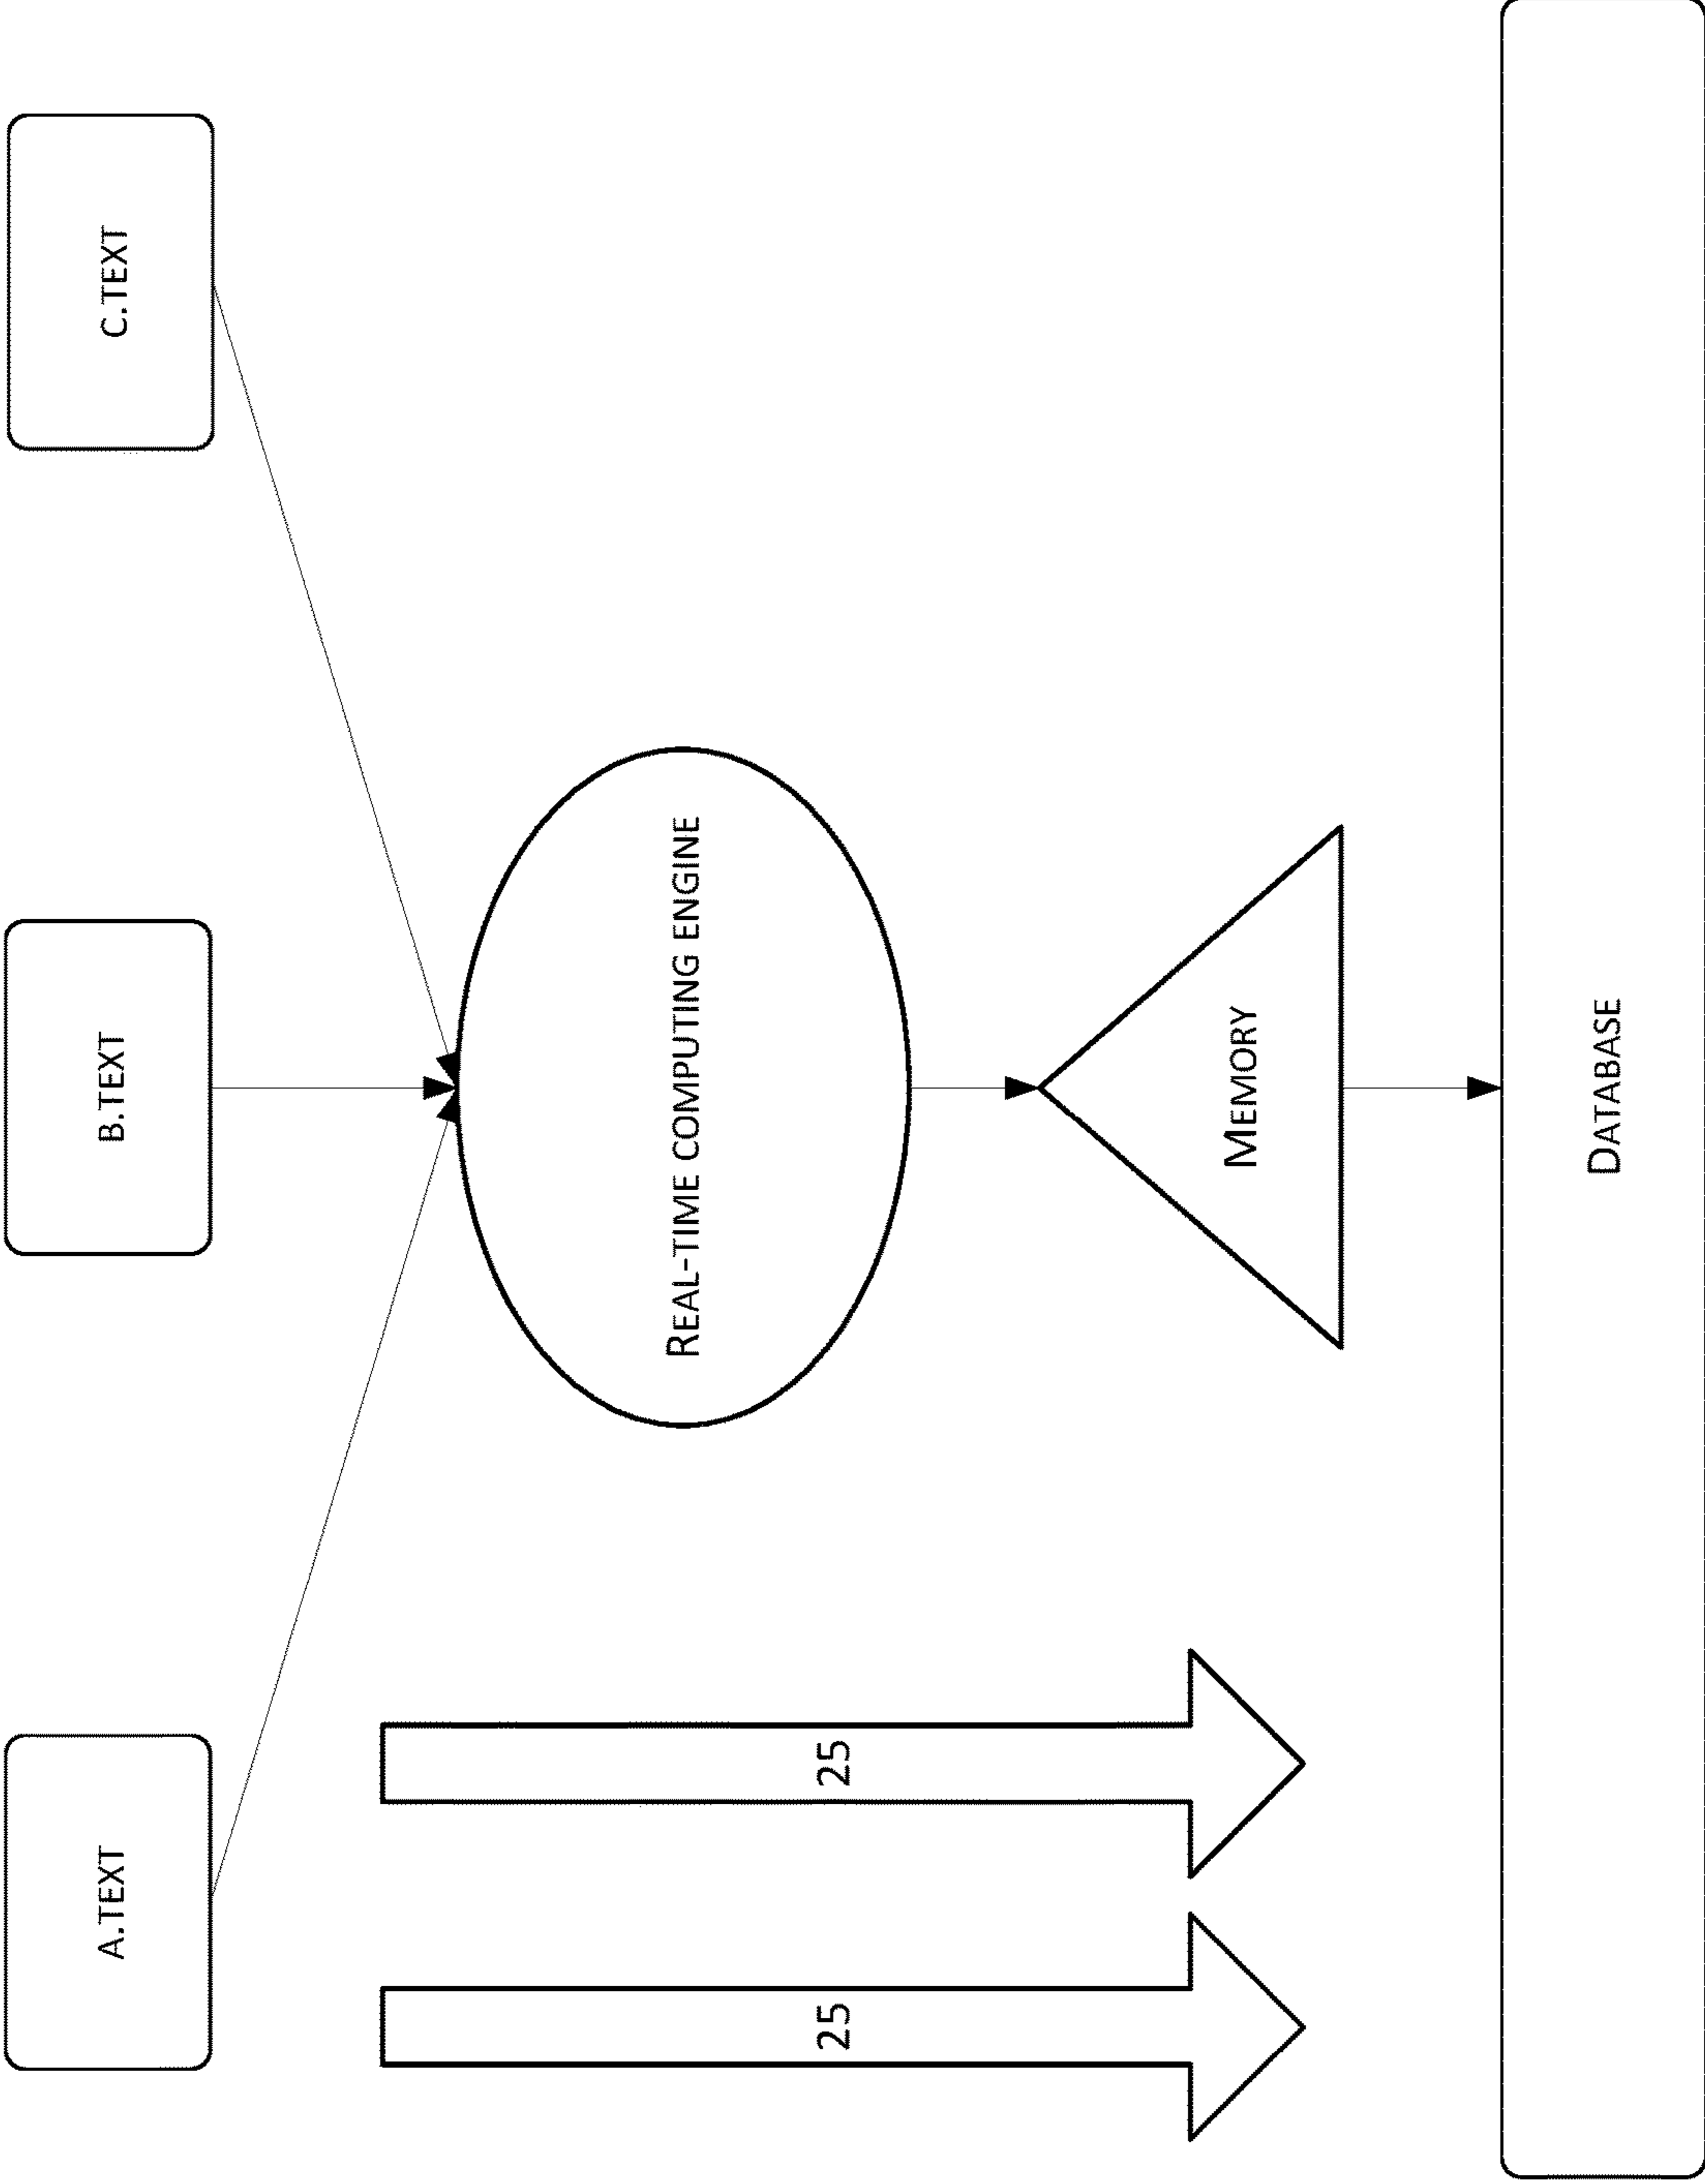 A.TEXT
B.TEXT
C.TEXT
REAL-TIME COMPUTING ENGINE
25
25
MEMORY
DATABASE